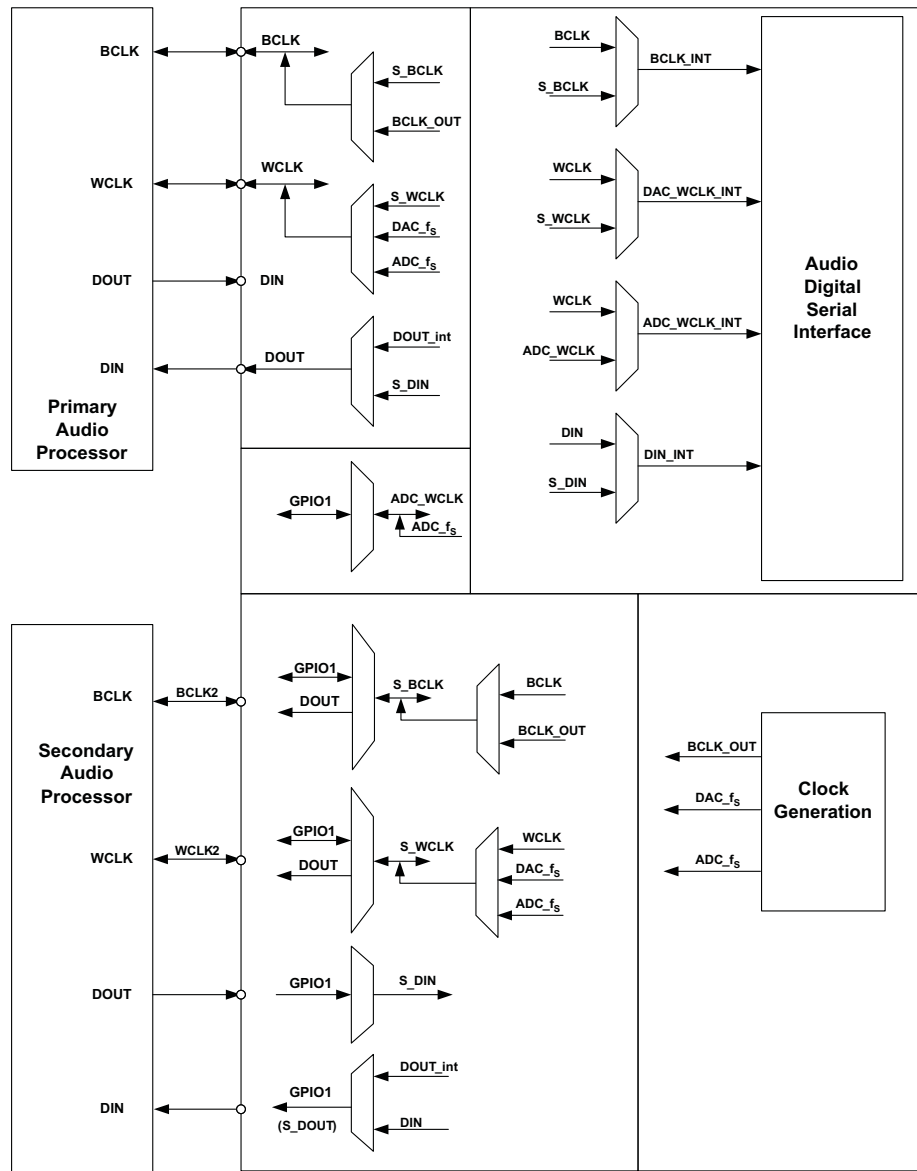 BCLK
WCLK
DOUT
DIN
Primary
Audio
Processor
BCLK
S_BCLK
BCLK_OUT
WCLK
S_WCLK
DAC_fS
ADC_fS
DIN
DOUT
DOUT_int
S_DIN
GPIO1
ADC_WCLK
ADC_fS
BCLK
S_BCLK
BCLK_INT
WCLK
S_WCLK
DAC_WCLK_INT
WCLK
ADC_WCLK
ADC_WCLK_INT
DIN
S_DIN
DIN_INT
Audio
Digital
Serial
Interface
BCLK
BCLK2
Secondary
Audio
Processor
WCLK
WCLK2
DOUT
DIN
GPIO1
DOUT
S_BCLK
BCLK
BCLK_OUT
GPIO1
DOUT
S_WCLK
WCLK
DAC_fS
ADC_fS
GPIO1
S_DIN
GPIO1
(S_DOUT)
DOUT_int
DIN
BCLK_OUT
DAC_fS
ADC_fS
Clock
Generation